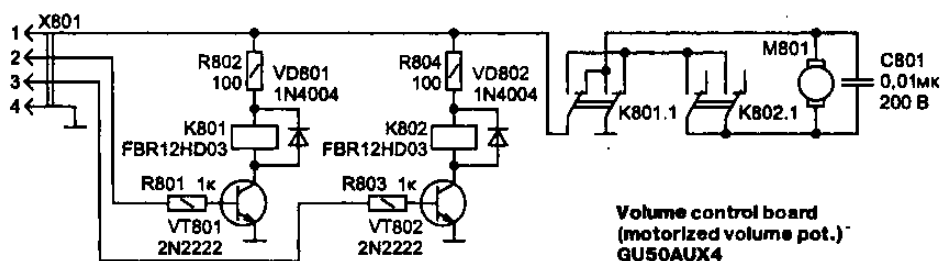 X801
1
2
3
4
R802
100
VD801
1N4004
K801
FBR12HD03
R801 1к
VT801
2N2222
R804
100
VD802
1N4004
K802
FBR12HD03
R803 1к
VT802
2N2222
K801.1
K802.1
M801
C801
0,01мк
200 В
Volume control board
(motorized volume pot.)
GU50AUX4